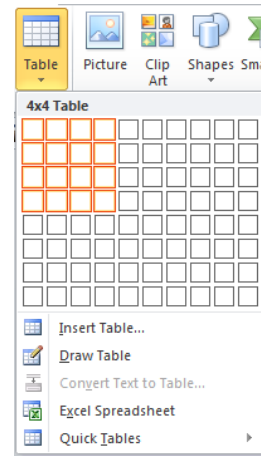 Table Picture Clip Art Shapes Sma
4x4 Table
Insert Table...
Draw Table
Convert Text to Table...
Excel Spreadsheet
Quick Tables